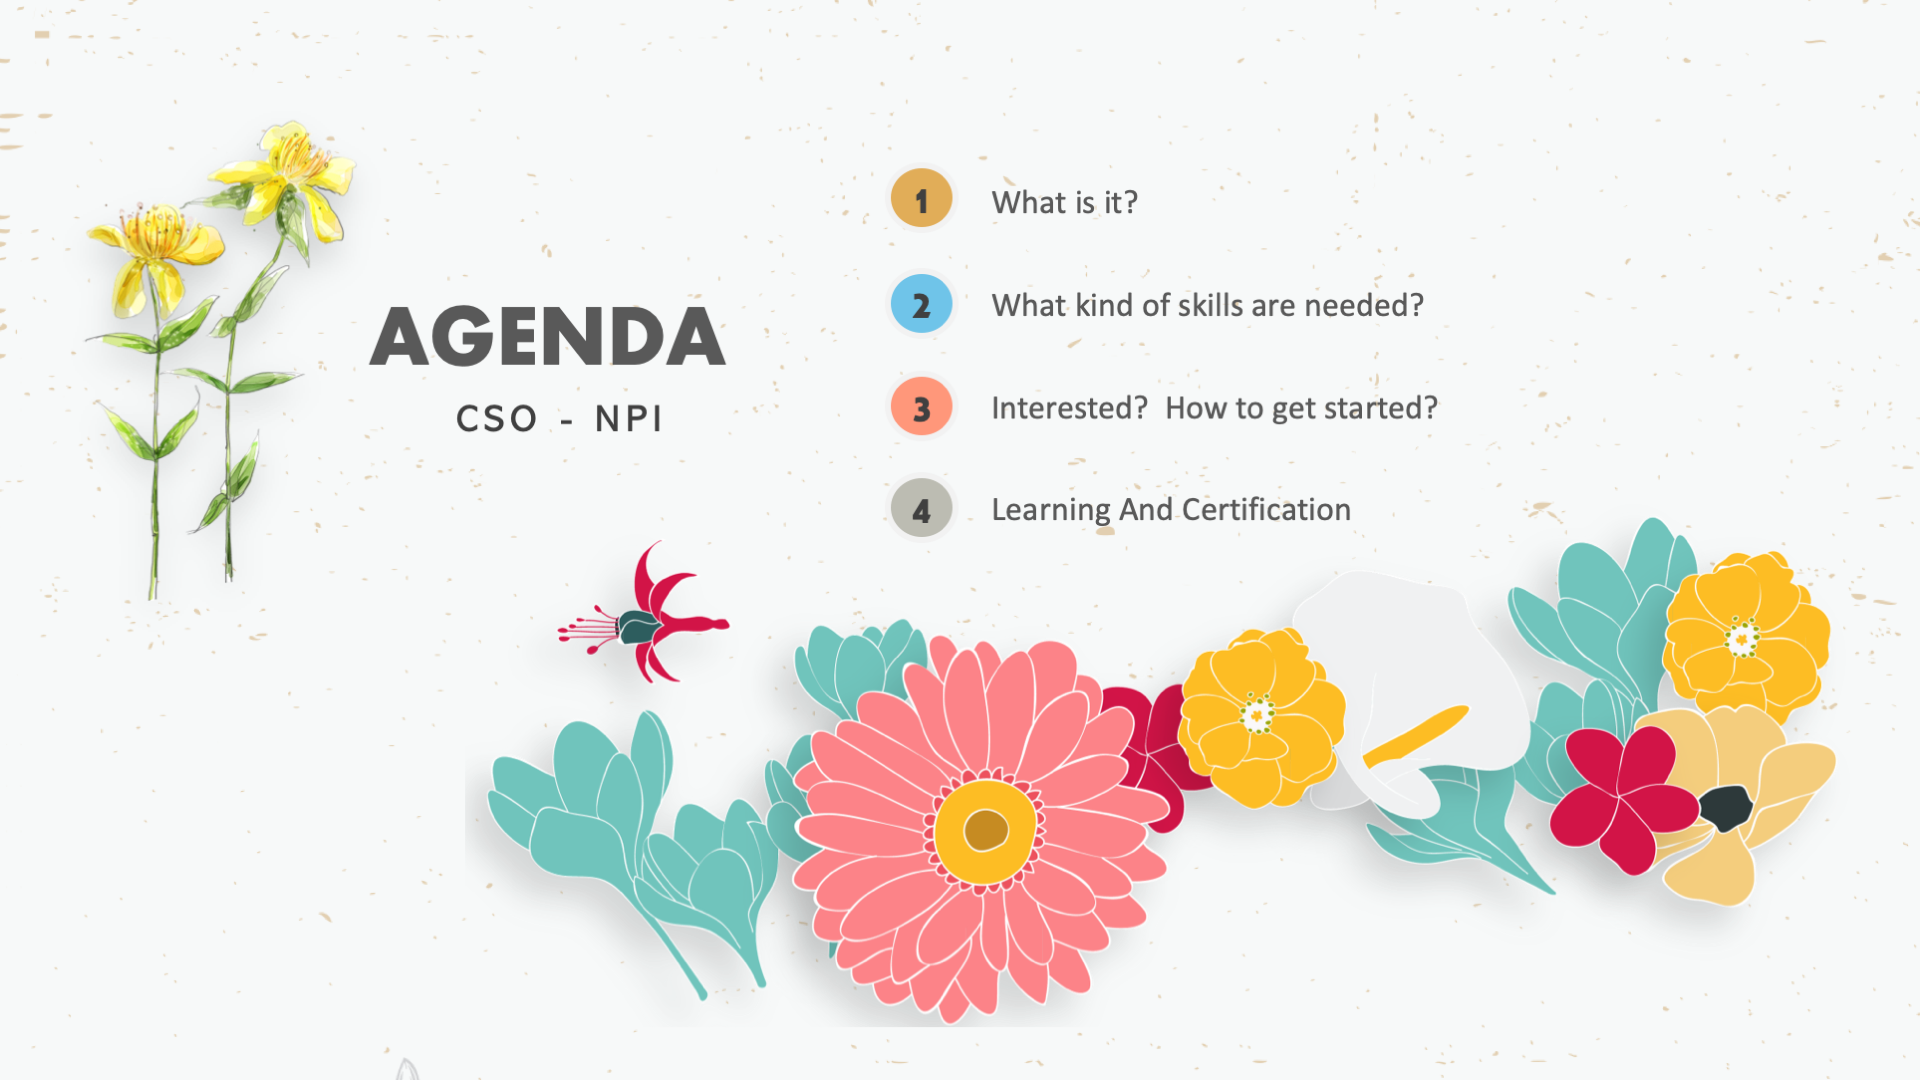 AGENDA
CSO - NPI
1 What is it?
2 What kind of skills are needed?
3 Interested?  How to get started?
4 Learning And Certification